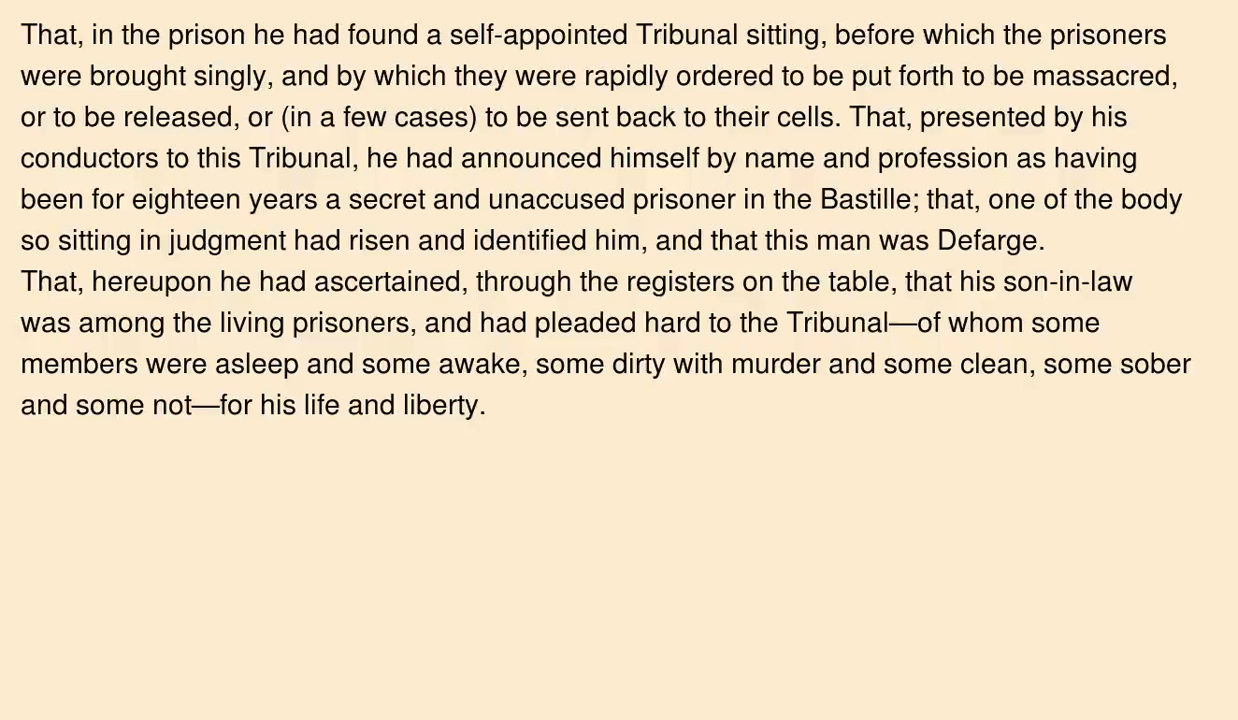 That, in the prison he had found a self-appointed Tribunal sitting, before which the prisoners
were brought singly, and by which they were rapidly ordered to be put forth to be massacred,
or to be released, or (in a few cases) to be sent back to their cells. That, presented by his
conductors to this Tribunal, he had announced himself by name and profession as having
been for eighteen years a secret and unaccused prisoner in the Bastille; that, one of the body
so sitting in judgment had risen and identified him, and that this man was Defarge.
That, hereupon he had ascertained, through the registers on the table, that his son-in-law
was among the living prisoners, and had pleaded hard to the Tribunal—of whom some
members were asleep and some awake, some dirty with murder and some clean, some sober
and some not—for his life and liberty.